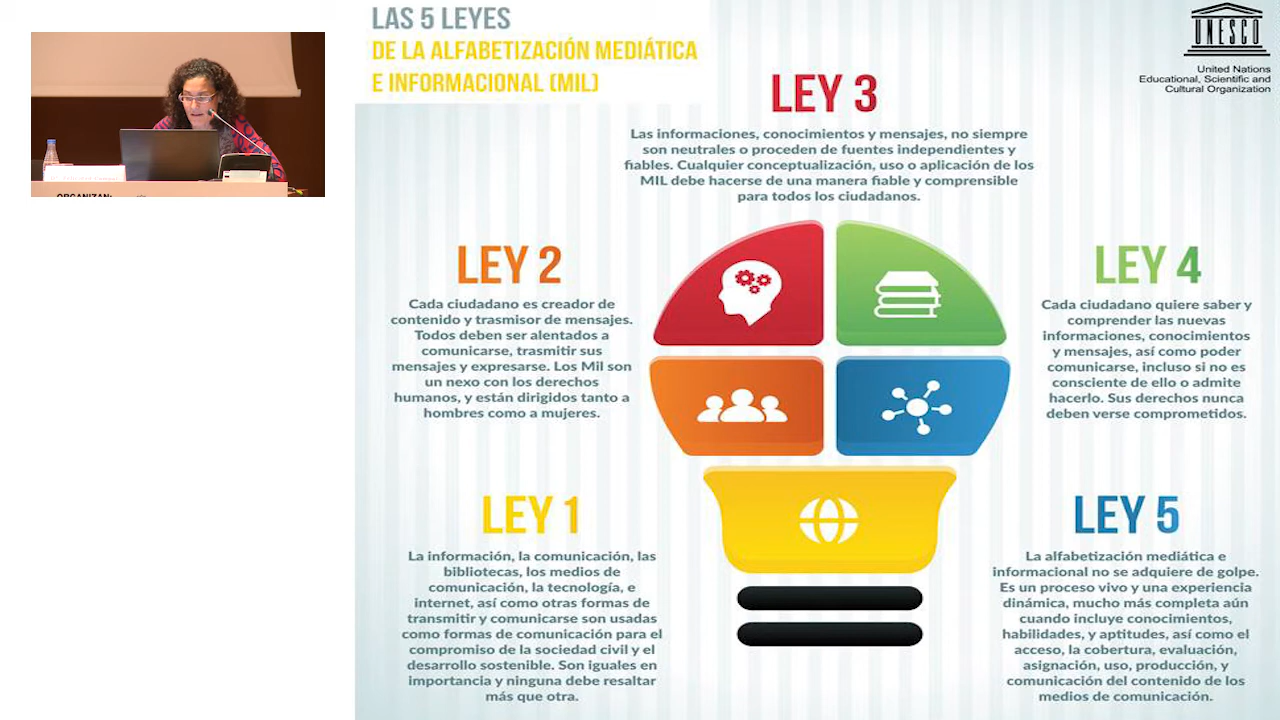 LAS 5 LEYES
DE LA ALFABETIZACIÓN MEDIÁTICA
E INFORMACIONAL (MIL)
UNESCO
United Nations
Educational, Scientific and
Cultural Organization
LEY 3
Las informaciones, conocimientos y mensajes, no siempre
son neutrales o proceden de fuentes independientes y
fiables. Cualquier conceptualización, uso o aplicación de los
MIL debe hacerse de una manera fiable y comprensible
para todos los ciudadanos.
LEY 2
Cada ciudadano es creador de
contenido y trasmisor de mensajes.
Todos deben ser alentados a
comunicarse, trasmitir sus
mensajes y expresarse. Los Mil son
un nexo con los derechos
humanos, y están dirigidos tanto a
hombres como a mujeres.
LEY 4
Cada ciudadano quiere saber y
comprender las nuevas
informaciones, conocimientos
y mensajes, así como poder
comunicarse, incluso si no es
consciente de ello o admite
hacerlo. Sus derechos nunca
deben verse comprometidos.
LEY 1
La información, la comunicación, las
bibliotecas, los medios de
comunicación, la tecnología, e
internet, así como otras formas de
transmitir y comunicarse son usadas
como formas de comunicación para el
compromiso de la sociedad civil y el
desarrollo sostenible. Son iguales en
importancia y ninguna debe resaltar
más que otra.
LEY 5
La alfabetización mediática e
informacional no se adquiere de golpe.
Es un proceso vivo y una experiencia
dinámica, mucho más completa aún
cuando incluye conocimientos,
habilidades, y aptitudes, así como el
acceso, la cobertura, evaluación,
asignación, uso, producción, y
comunicación del contenido de los
medios de comunicación.
ORGANIZAN: